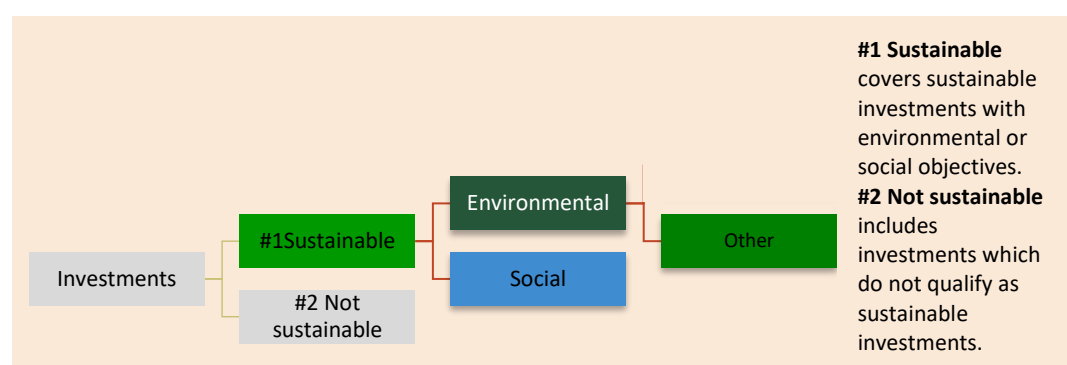 Investments
#1Sustainable
#2 Not
sustainable
Environmental
Social
Other
#1 Sustainable
covers sustainable
investments with
environmental or
social objectives.
#2 Not sustainable
includes
investments which
do not qualify as
sustainable
investments.